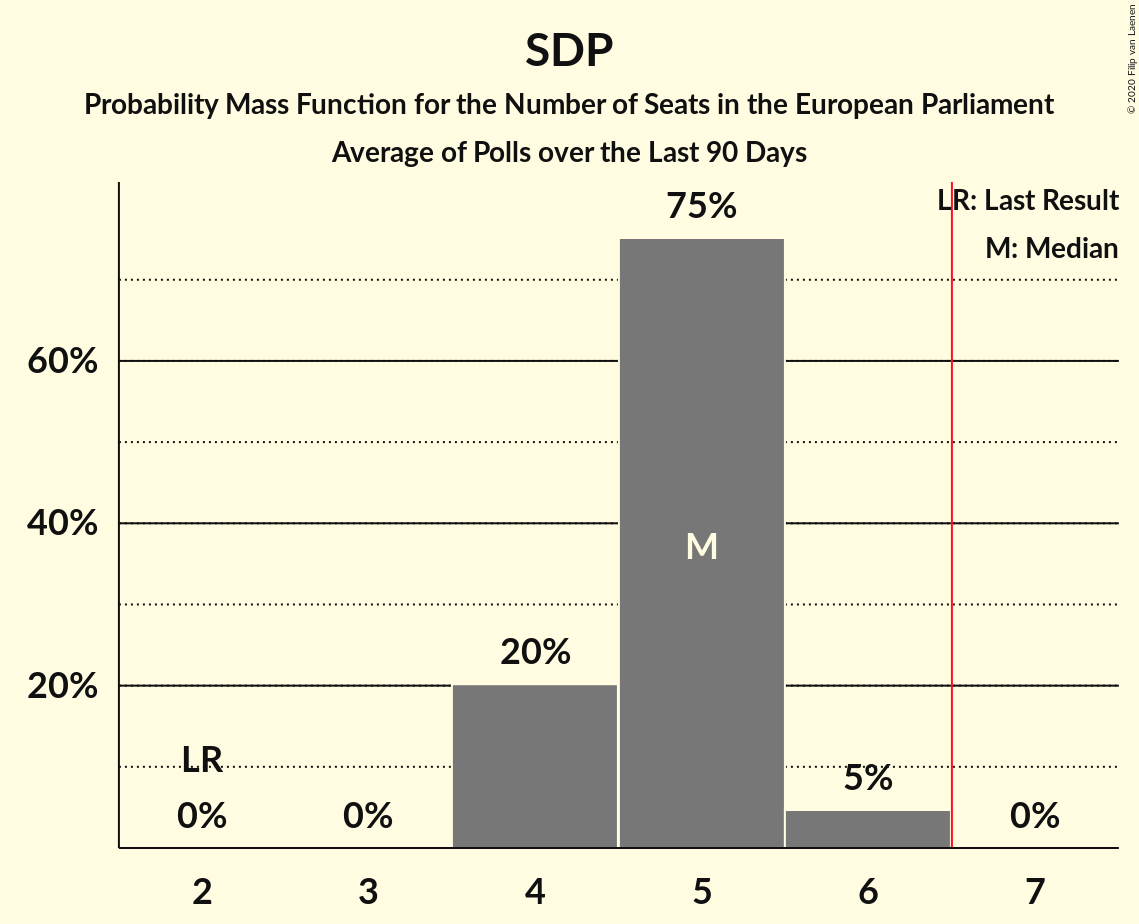 SDP
Probability Mass Function for the Number of Seats in the European Parliament
Average of Polls over the Last 90 Days
© 2020 Filip van Laenen
LR: Last Result
M: Median
75%
60%
40%
M
20%
20%
LR
5%
0%
0%
0%
2
3
4
5
6
7